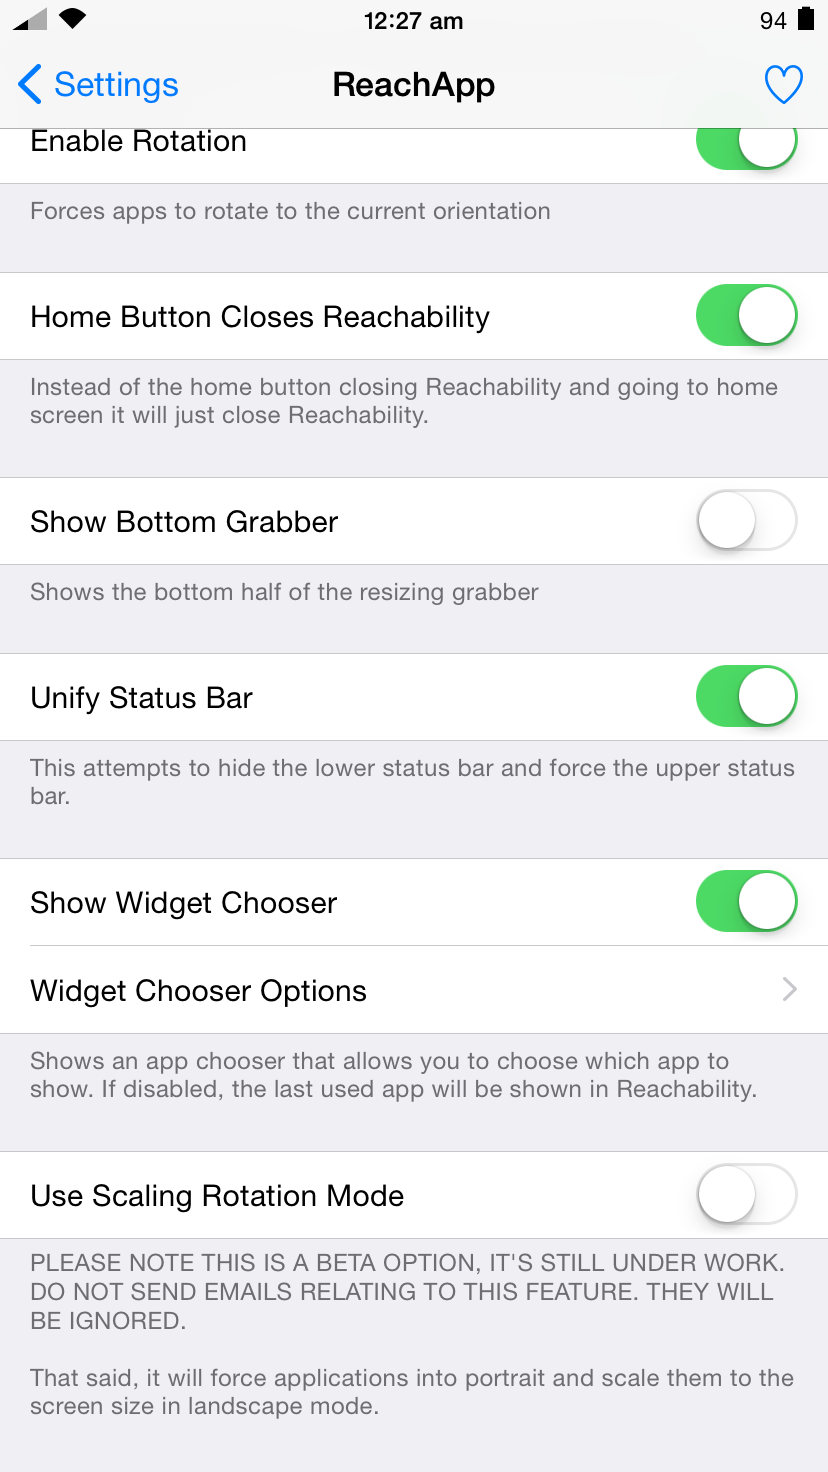 12:27 am
94
Settings
ReachApp
Enable Rotation
Forces apps to rotate to the current orientation
Home Button Closes Reachability
Instead of the home button closing Reachability and going to home
screen it will just close Reachability.
Show Bottom Grabber
Shows the bottom half of the resizing grabber
Unify Status Bar
This attempts to hide the lower status bar and force the upper status
bar.
Show Widget Chooser
Widget Chooser Options
Shows an app chooser that allows you to choose which app to
show. If disabled, the last used app will be shown in Reachability.
Use Scaling Rotation Mode
PLEASE NOTE THIS IS A BETA OPTION, IT'S STILL UNDER WORK.
DO NOT SEND EMAILS RELATING TO THIS FEATURE. THEY WILL
BE IGNORED.
That said, it will force applications into portrait and scale them to the
screen size in landscape mode.